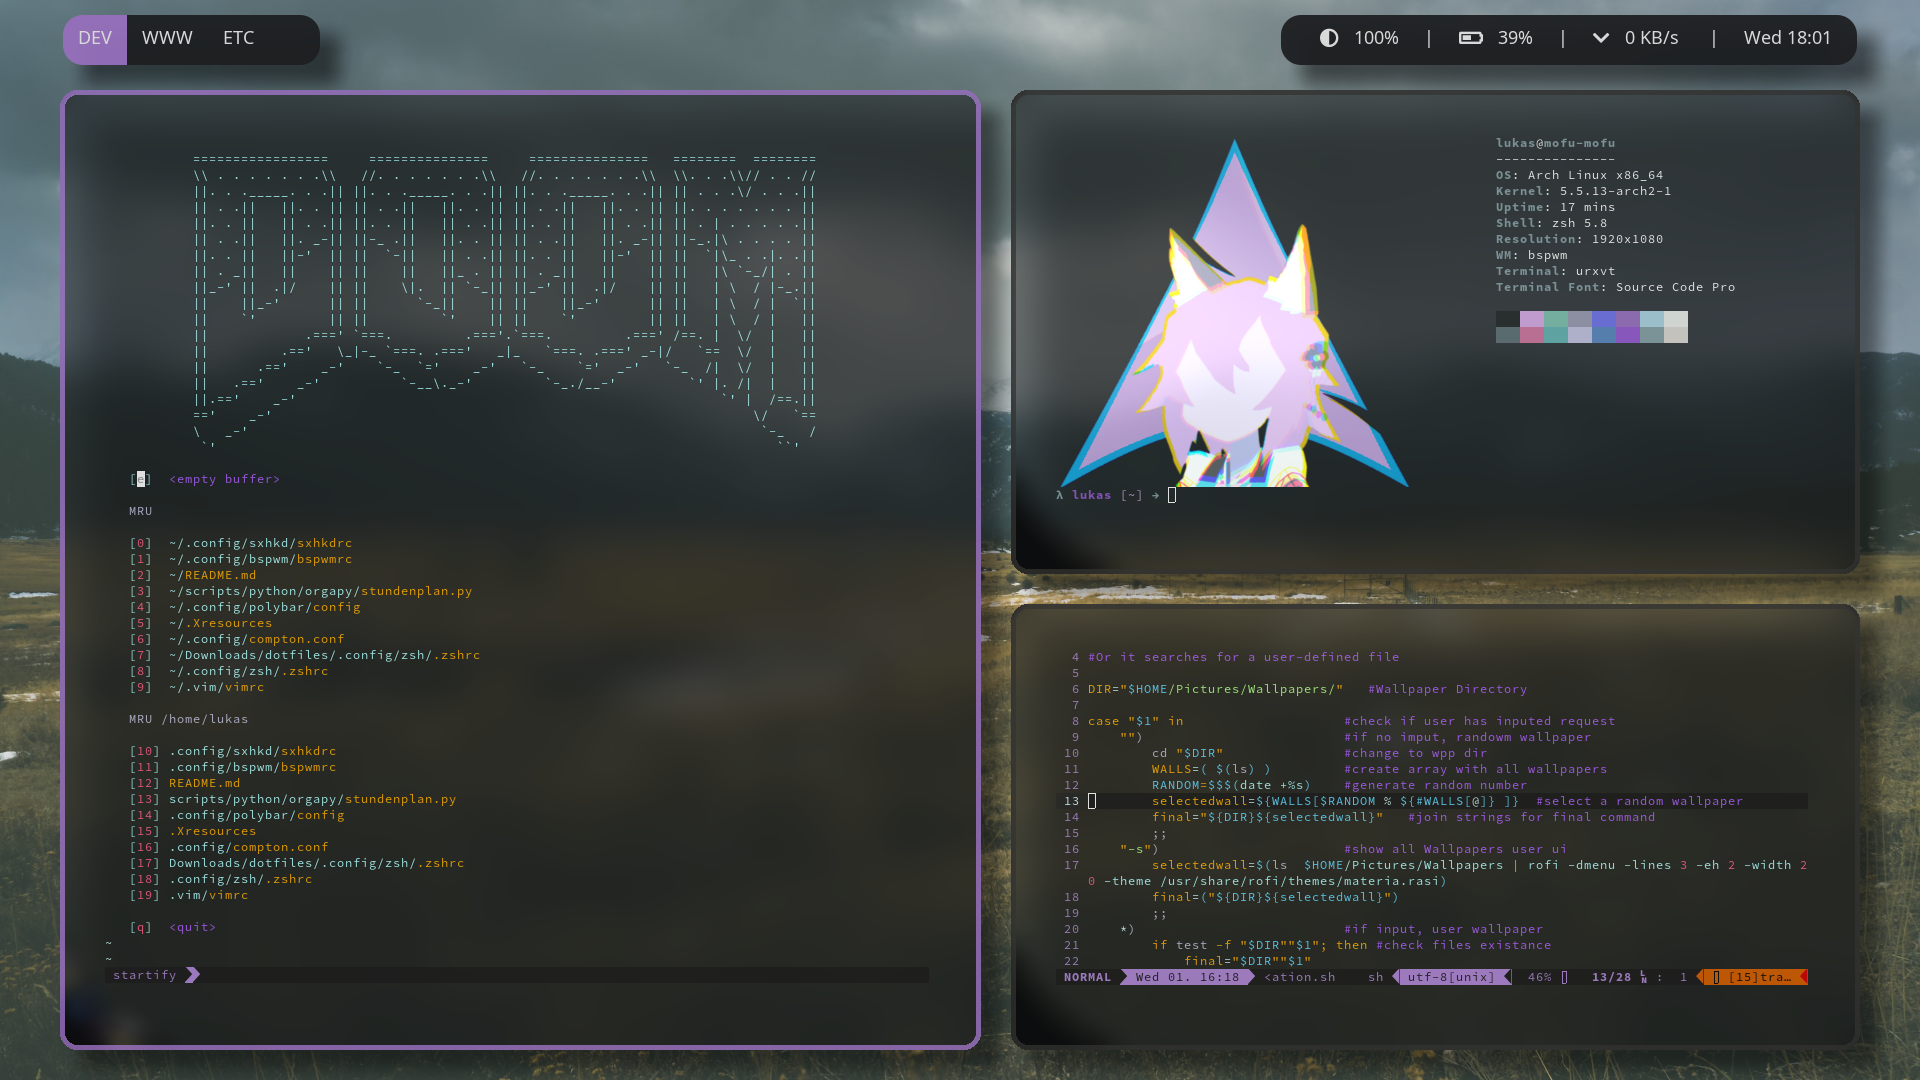 DEV WWW ETC
100% | 39% | 0 KB/s | Wed 18:01
[e] <empty buffer>
MRU
[0] ~/.config/sxhkd/sxhkdrc
[1] ~/.config/bspwm/bspwmrc
[2] ~/README.md
[3] ~/scripts/python/orgapy/stundenplan.py
[4] ~/.config/polybar/config
[5] ~/.Xresources
[6] ~/.config/compton.conf
[7] ~/Downloads/dotfiles/.config/zsh/.zshrc
[8] ~/.config/zsh/.zshrc
[9] ~/.vim/vimrc
MRU /home/lukas
[10] .config/sxhkd/sxhkdrc
[11] .config/bspwm/bspwmrc
[12] README.md
[13] scripts/python/orgapy/stundenplan.py
[14] .config/polybar/config
[15] .Xresources
[16] .config/compton.conf
[17] Downloads/dotfiles/.config/zsh/.zshrc
[18] .config/zsh/.zshrc
[19] .vim/vimrc
[q] <quit>
~
~
startify
lukas@mofu-mofu
---------------
OS: Arch Linux x86_64
Kernel: 5.5.13-arch2-1
Uptime: 17 mins
Shell: zsh 5.8
Resolution: 1920x1080
WM: bspwm
Terminal: urxvt
Terminal Font: Source Code Pro
λ lukas [~] →
4 #Or it searches for a user-defined file
5
6 DIR="$HOME/Pictures/Wallpapers/" #Wallpaper Directory
7
8 case "$1" in #check if user has inputed request
9 "") #if no imput, randowm wallpaper
10 cd "$DIR" #change to wpp dir
11 WALLS=( $(ls) ) #create array with all wallpapers
12 RANDOM=$$$(date +%s) #generate random number
13 selectedwall=${WALLS[$RANDOM % ${#WALLS[@]} ]} #select a random wallpaper
14 final="${DIR}${selectedwall}" #join strings for final command
15 ;;
16 "-s") #show all Wallpapers user ui
17 selectedwall=$(ls $HOME/Pictures/Wallpapers | rofi -dmenu -lines 3 -eh 2 -width 2
0 -theme /usr/share/rofi/themes/materia.rasi)
18 final=("${DIR}${selectedwall}")
19 ;;
20 *) #if input, user wallpaper
21 if test -f "$DIR""$1"; then #check files existance
22 final="$DIR""$1"
NORMAL Wed 01. 16:18 <ation.sh sh utf-8[unix] 46% 13/28 : 1 [15]tra…